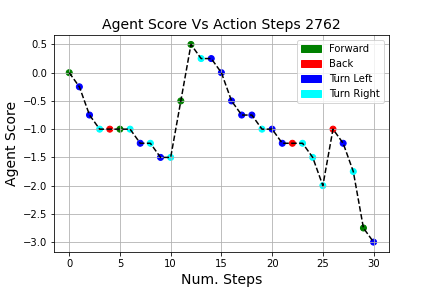 Agent Score Vs Action Steps 2762
Forward
Back
Turn Left
Turn Right
0.5
0.0
−0.5
−1.0
−1.5
−2.0
−2.5
−3.0
Agent Score
0 5 10 15 20 25 30
Num. Steps